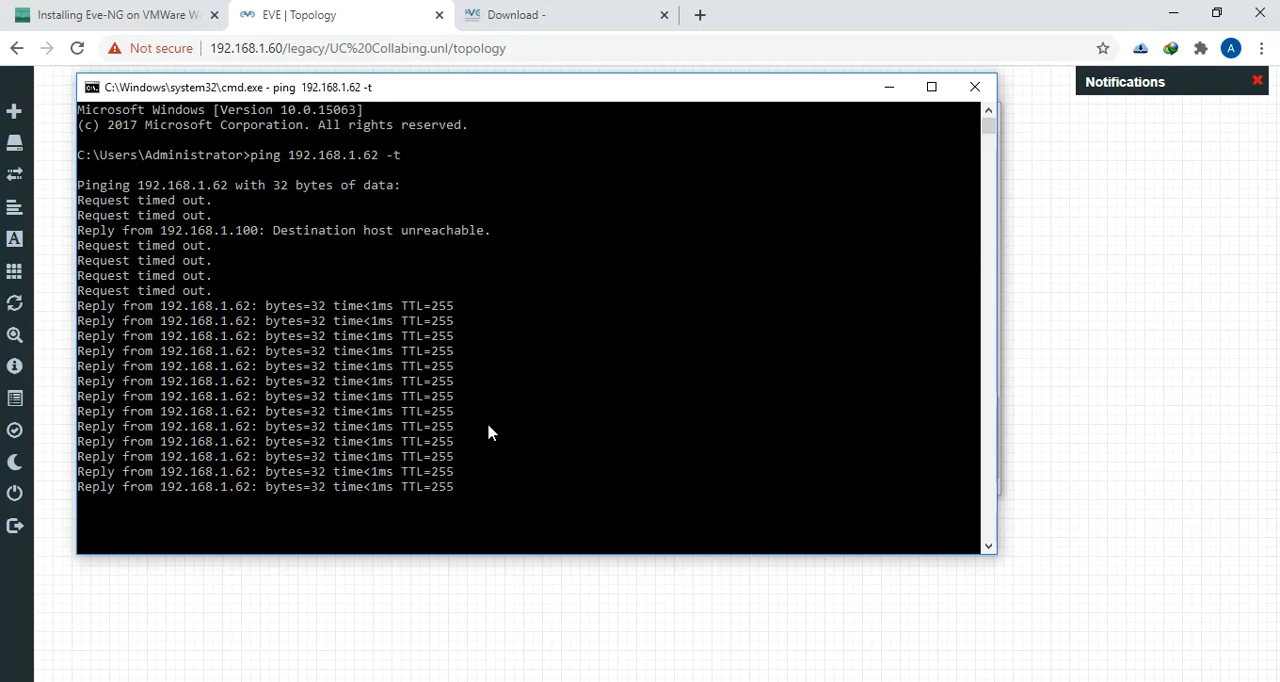 Installing Eve-NG on VMWare W
EVE | Topology
Download -
Not secure
192.168.1.60/legacy/UC%20Collabing.unl/topology
A
C:\Windows\system32\cmd.exe - ping 192.168.1.62 -t
Notifications
Microsoft Windows [Version 10.0.15063]
(c) 2017 Microsoft Corporation. All rights reserved.
C:\Users\Administrator>ping 192.168.1.62 -t
Pinging 192.168.1.62 with 32 bytes of data:
Request timed out.
Request timed out.
Reply from 192.168.1.100: Destination host unreachable.
Request timed out.
Request timed out.
Request timed out.
Request timed out.
Reply from 192.168.1.62: bytes=32 time<1ms TTL=255
Reply from 192.168.1.62: bytes=32 time<1ms TTL=255
Reply from 192.168.1.62: bytes=32 time<1ms TTL=255
Reply from 192.168.1.62: bytes=32 time<1ms TTL=255
Reply from 192.168.1.62: bytes=32 time<1ms TTL=255
Reply from 192.168.1.62: bytes=32 time<1ms TTL=255
Reply from 192.168.1.62: bytes=32 time<1ms TTL=255
Reply from 192.168.1.62: bytes=32 time<1ms TTL=255
Reply from 192.168.1.62: bytes=32 time<1ms TTL=255
Reply from 192.168.1.62: bytes=32 time<1ms TTL=255
Reply from 192.168.1.62: bytes=32 time<1ms TTL=255
Reply from 192.168.1.62: bytes=32 time<1ms TTL=255
Reply from 192.168.1.62: bytes=32 time<1ms TTL=255